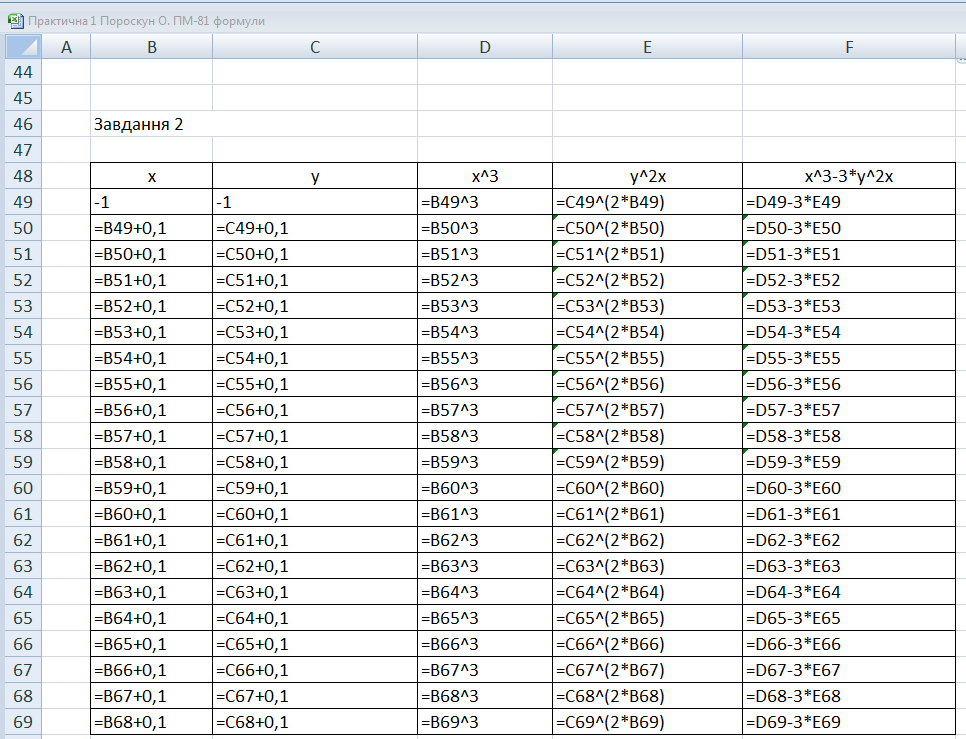 Практична 1 Пороскун О. ПМ-81 формули
A B C D E F
44
45
46 Завдання 2
47
48 x y x^3 y^2x x^3-3*y^2x
49 -1 -1 =B49^3 =C49^(2*B49) =D49-3*E49
50 =B49+0,1 =C49+0,1 =B50^3 =C50^(2*B50) =D50-3*E50
51 =B50+0,1 =C50+0,1 =B51^3 =C51^(2*B51) =D51-3*E51
52 =B51+0,1 =C51+0,1 =B52^3 =C52^(2*B52) =D52-3*E52
53 =B52+0,1 =C52+0,1 =B53^3 =C53^(2*B53) =D53-3*E53
54 =B53+0,1 =C53+0,1 =B54^3 =C54^(2*B54) =D54-3*E54
55 =B54+0,1 =C54+0,1 =B55^3 =C55^(2*B55) =D55-3*E55
56 =B55+0,1 =C55+0,1 =B56^3 =C56^(2*B56) =D56-3*E56
57 =B56+0,1 =C56+0,1 =B57^3 =C57^(2*B57) =D57-3*E57
58 =B57+0,1 =C57+0,1 =B58^3 =C58^(2*B58) =D58-3*E58
59 =B58+0,1 =C58+0,1 =B59^3 =C59^(2*B59) =D59-3*E59
60 =B59+0,1 =C59+0,1 =B60^3 =C60^(2*B60) =D60-3*E60
61 =B60+0,1 =C60+0,1 =B61^3 =C61^(2*B61) =D61-3*E61
62 =B61+0,1 =C61+0,1 =B62^3 =C62^(2*B62) =D62-3*E62
63 =B62+0,1 =C62+0,1 =B63^3 =C63^(2*B63) =D63-3*E63
64 =B63+0,1 =C63+0,1 =B64^3 =C64^(2*B64) =D64-3*E64
65 =B64+0,1 =C64+0,1 =B65^3 =C65^(2*B65) =D65-3*E65
66 =B65+0,1 =C65+0,1 =B66^3 =C66^(2*B66) =D66-3*E66
67 =B66+0,1 =C66+0,1 =B67^3 =C67^(2*B67) =D67-3*E67
68 =B67+0,1 =C67+0,1 =B68^3 =C68^(2*B68) =D68-3*E68
69 =B68+0,1 =C68+0,1 =B69^3 =C69^(2*B69) =D69-3*E69